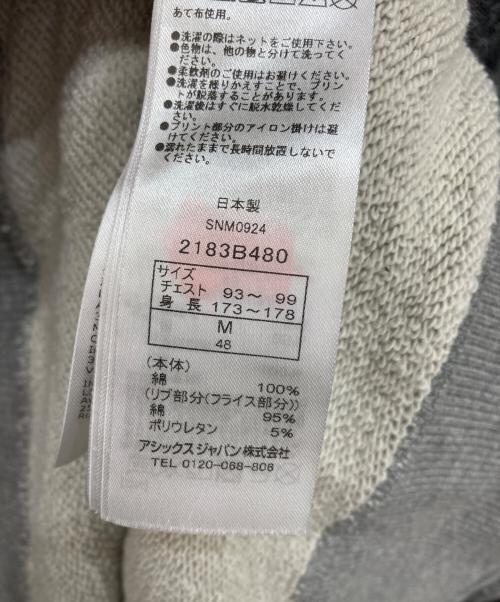 あて布使用。
●洗濯の際はネットをご使用下さい。
●色物は、他の物と分けて洗ってください。
●柔軟剤のご使用はお避けください。
●洗濯を繰りかえすことで、プリントが脱落することがあります。
●洗濯後はすぐに脱水乾燥してください。
●プリント部分のアイロン掛けは避けてください。
●濡れたままで長時間放置しないでください。
日本製
SNM0924
2183B480
サイズ
チェスト 93～ 99
身 長 173～178
M
48
(本体)
綿 100%
(リブ部分(フライス部分))
綿 95%
ポリウレタン 5%
アシックスジャパン株式会社
TEL 0120-068-806